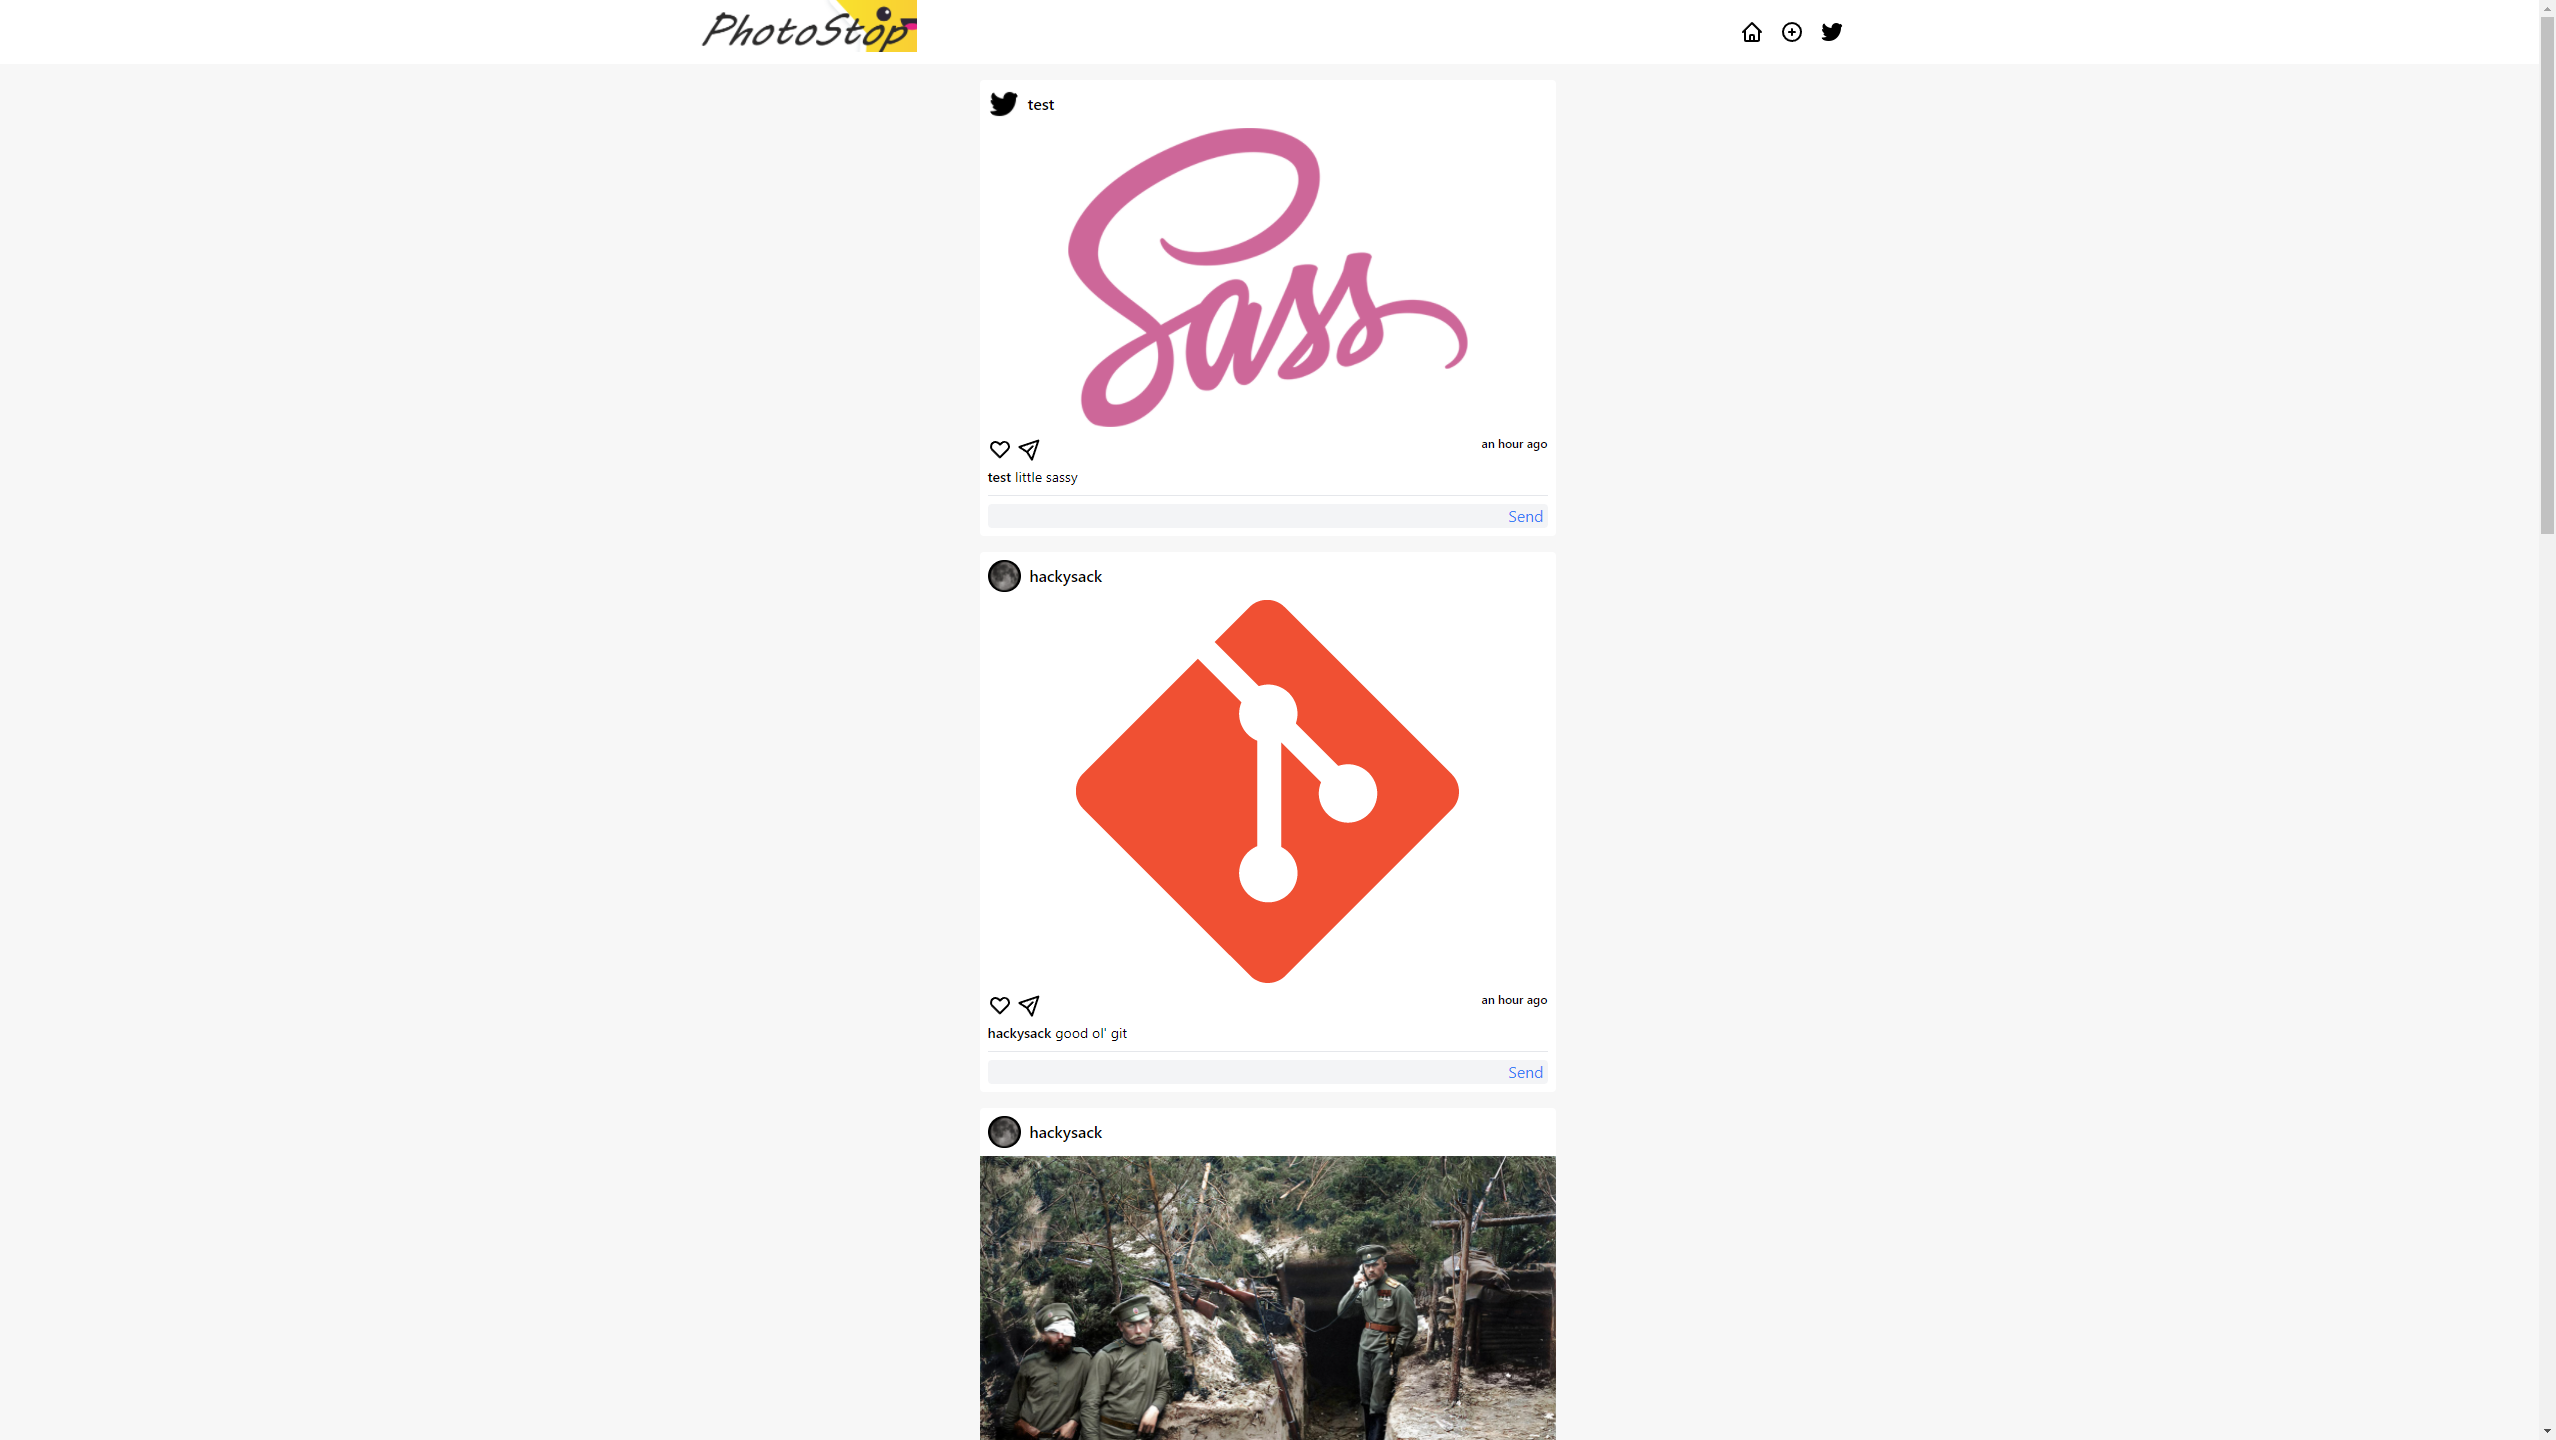 PhotoStop
test
Sass
an hour ago
test little sassy
Send
hackysack
an hour ago
hackysack good ol' git
Send
hackysack